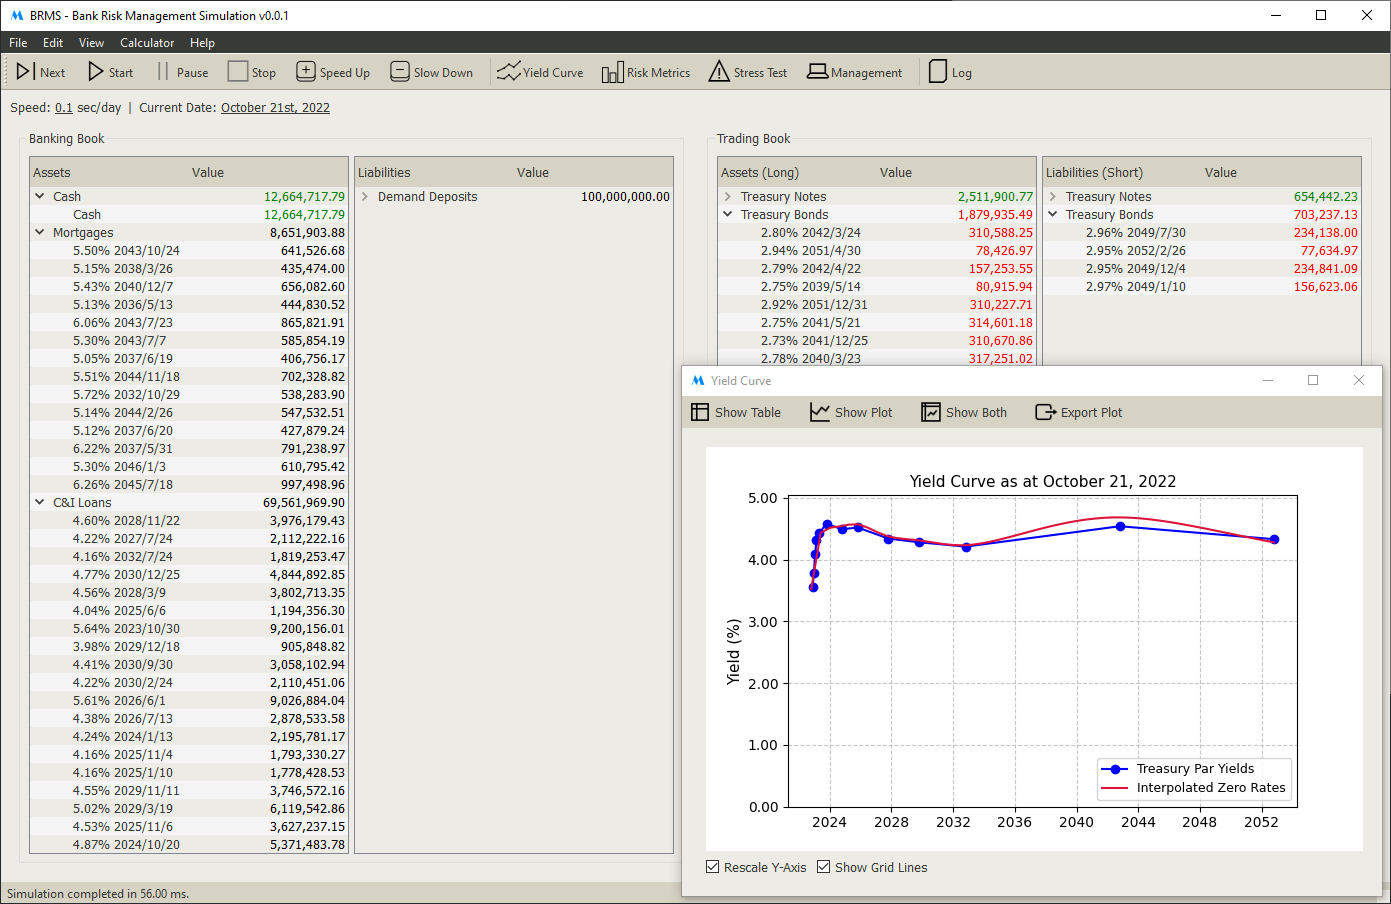 BRMS - Bank Risk Management Simulation v0.0.1
File Edit View Calculator Help
Next Start Pause Stop Speed Up Slow Down Yield Curve Risk Metrics Stress Test Management Log
Speed: 0.1 sec/day | Current Date: October 21st, 2022
Banking Book
Assets Value
Cash 12,664,717.79
Cash 12,664,717.79
Mortgages 8,651,903.88
5.50% 2043/10/24 641,526.68
5.15% 2038/3/26 435,474.00
5.43% 2040/12/7 656,082.60
5.13% 2036/5/13 444,830.52
6.06% 2043/7/23 865,821.91
5.30% 2043/7/7 585,854.19
5.05% 2037/6/19 406,756.17
5.51% 2044/11/18 702,328.82
5.72% 2032/10/29 538,283.90
5.14% 2044/2/26 547,532.51
5.12% 2037/6/20 427,879.24
6.22% 2037/5/31 791,238.97
5.30% 2046/1/3 610,795.42
6.26% 2045/7/18 997,498.96
C&I Loans 69,561,969.90
4.60% 2028/11/22 3,976,179.43
4.22% 2027/7/24 2,112,222.16
4.16% 2032/7/24 1,819,253.47
4.77% 2030/12/25 4,844,892.85
4.56% 2028/3/9 3,802,713.35
4.04% 2025/6/6 1,194,356.30
5.64% 2023/10/30 9,200,156.01
3.98% 2029/12/18 905,848.82
4.41% 2030/9/30 3,058,102.94
4.22% 2030/2/24 2,110,451.06
5.61% 2026/6/1 9,026,884.04
4.38% 2026/7/13 2,878,533.58
4.24% 2024/1/13 2,195,781.17
4.16% 2025/11/4 1,793,330.27
4.16% 2025/1/10 1,778,428.53
4.55% 2029/11/11 3,746,572.16
5.02% 2029/3/19 6,119,542.86
4.53% 2025/11/6 3,627,237.15
4.87% 2024/10/20 5,371,483.78
Liabilities Value
Demand Deposits 100,000,000.00
Trading Book
Assets (Long) Value
Treasury Notes 2,511,900.77
Treasury Bonds 1,879,935.49
2.80% 2042/3/24 310,588.25
2.94% 2051/4/30 78,426.97
2.79% 2042/4/22 157,253.55
2.75% 2039/5/14 80,915.94
2.92% 2051/12/31 310,227.71
2.75% 2041/5/21 314,601.18
2.73% 2041/12/25 310,670.86
2.78% 2040/3/23 317,251.02
Liabilities (Short) Value
Treasury Notes 654,442.23
Treasury Bonds 703,237.13
2.96% 2049/7/30 234,138.00
2.95% 2052/2/26 77,634.97
2.95% 2049/12/4 234,841.09
2.97% 2049/1/10 156,623.06
Yield Curve
Show Table Show Plot Show Both Export Plot
Yield Curve as at October 21, 2022
Yield (%)
5.00
4.00
3.00
2.00
1.00
0.00
2024 2028 2032 2036 2040 2044 2048 2052
Treasury Par Yields
Interpolated Zero Rates
Rescale Y-Axis Show Grid Lines
Simulation completed in 56.00 ms.